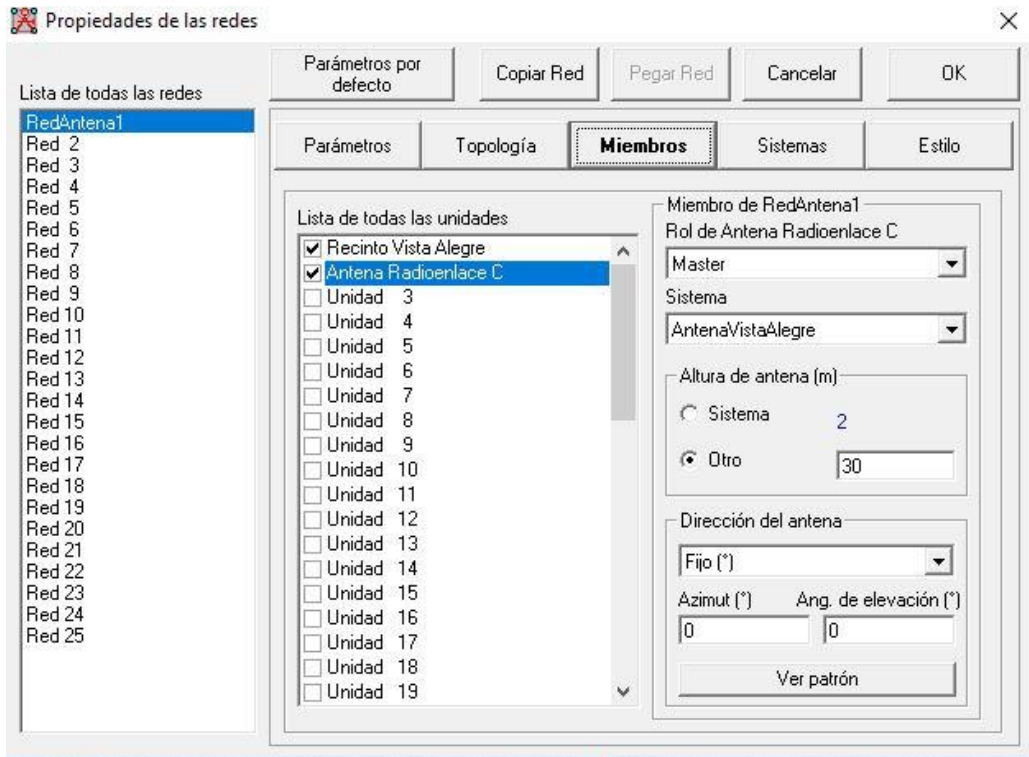 Propiedades de las redes
Parámetros por defecto
Copiar Red
Pegar Red
Cancelar
OK
Lista de todas las redes
RedAntena1
Red 2
Red 3
Red 4
Red 5
Red 6
Red 7
Red 8
Red 9
Red 10
Red 11
Red 12
Red 13
Red 14
Red 15
Red 16
Red 17
Red 18
Red 19
Red 20
Red 21
Red 22
Red 23
Red 24
Red 25
Parámetros
Topología
Miembros
Sistemas
Estilo
Lista de todas las unidades
Recinto Vista Alegre
Antena Radioenlace C
Unidad 3
Unidad 4
Unidad 5
Unidad 6
Unidad 7
Unidad 8
Unidad 9
Unidad 10
Unidad 11
Unidad 12
Unidad 13
Unidad 14
Unidad 15
Unidad 16
Unidad 17
Unidad 18
Unidad 19
Miembro de RedAntena1
Rol de Antena Radioenlace C
Master
Sistema
AntenaVistaAlegre
Altura de antena (m)
Sistema 2
Otro 30
Dirección del antena
Fijo (°)
Azimut (°) Ang. de elevación (°)
0 0
Ver patrón